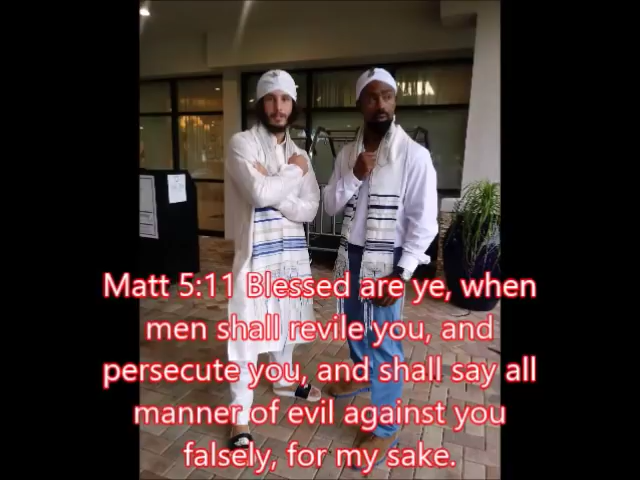 Matt 5:11 Blessed are ye, when
men shall revile you, and
persecute you, and shall say all
manner of evil against you
falsely, for my sake.